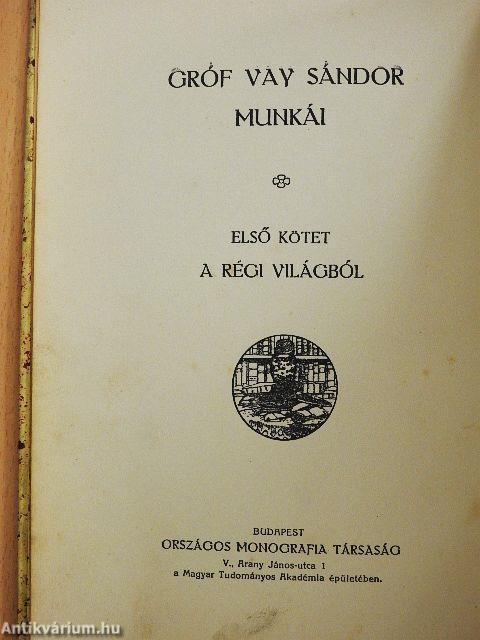 GRÓF VAY SÁNDOR
MUNKÁI
ELSŐ KÖTET
A RÉGI VILÁGBÓL
BUDAPEST
ORSZÁGOS MONOGRAFIA TÁRSASÁG
V., Arany János-utca 1
a Magyar Tudományos Akadémia épületében.
Antikvárium.hu